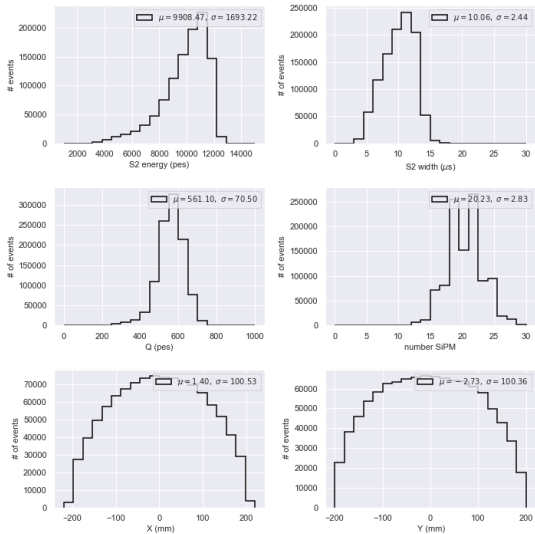 μ = 9908.47, σ = 1693.22
200000
150000
100000
50000
0
# of events
2000 4000 6000 8000 10000 12000 14000
S2 energy (pes)
μ = 10.06, σ = 2.44
250000
200000
150000
100000
50000
0
# of events
0 5 10 15 20 25 30
S2 width (μs)
μ = 561.10, σ = 70.50
300000
250000
200000
150000
100000
50000
0
# of events
0 200 400 600 800 1000
Q (pes)
μ = 20.23, σ = 2.83
250000
200000
150000
100000
50000
0
# of events
0 5 10 15 20 25 30
number SiPM
μ = 1.40, σ = 100.53
70000
60000
50000
40000
30000
20000
10000
0
# of events
−200 −100 0 100 200
X (mm)
μ = −2.73, σ = 100.36
60000
50000
40000
30000
20000
10000
0
# of events
−200 −100 0 100 200
Y (mm)